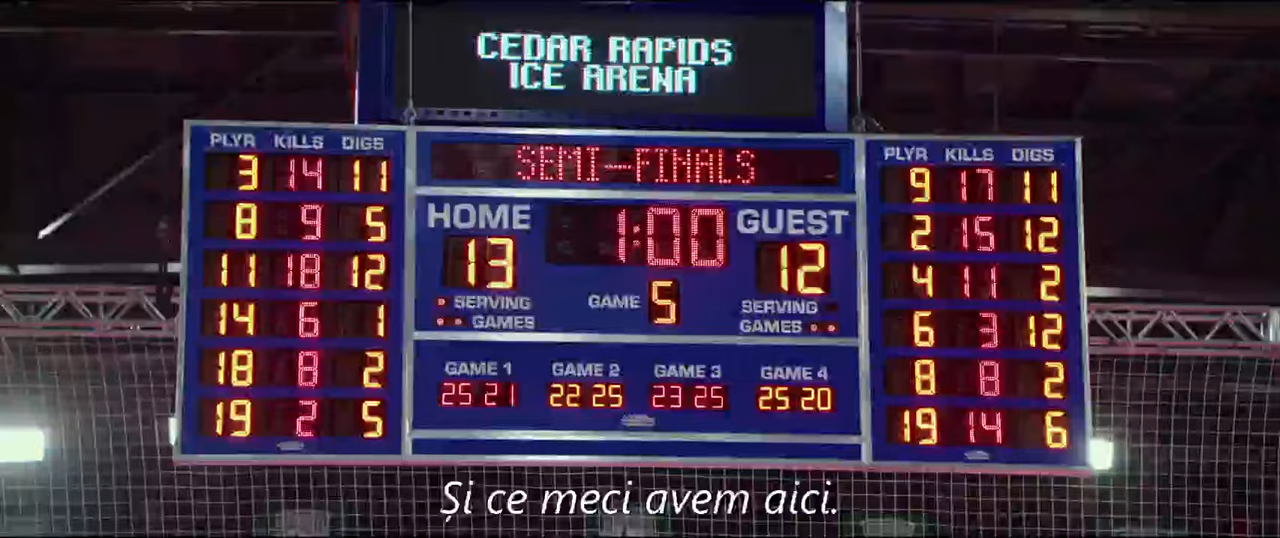 CEDAR RAPIDS
ICE ARENA
PLYR KILLS DIGS
3 14 11
8 9 5
11 18 12
14 6 1
18 8 2
19 2 5
SEMI-FINALS
HOME 1:00 GUEST
13 12
SERVING GAME 5 SERVING
GAMES GAMES
GAME 1 GAME 2 GAME 3 GAME 4
25 21 22 25 23 25 25 20
PLYR KILLS DIGS
9 17 11
2 15 12
4 11 2
6 3 12
8 8 2
19 14 6
Și ce meci avem aici.